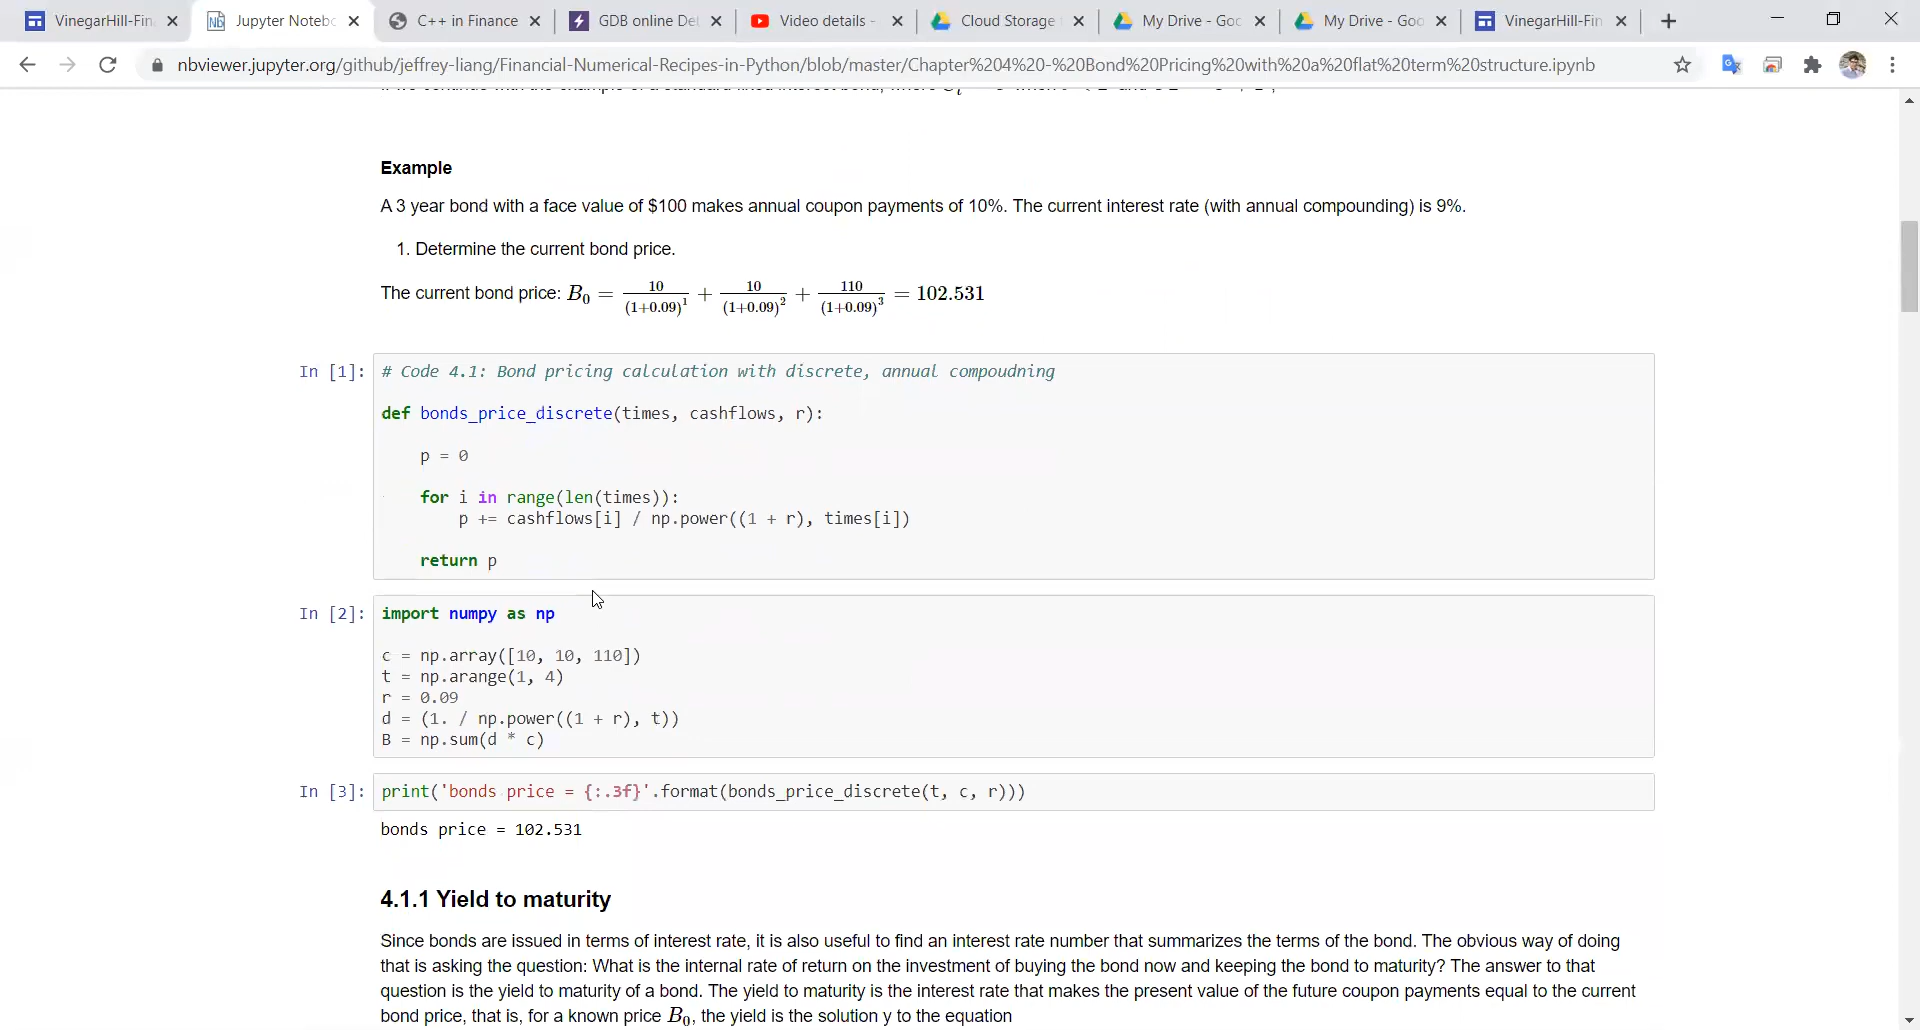 VinegarHill-Fin
Jupyter Notebo
C++ in Finance
GDB online De
Video details -
Cloud Storage
My Drive - Goo
My Drive - Goo
VinegarHill-Fin
nbviewer.jupyter.org/github/jeffrey-liang/Financial-Numerical-Recipes-in-Python/blob/master/Chapter%204%20-%20Bond%20Pricing%20with%20a%20flat%20term%20structure.ipynb
Example
A 3 year bond with a face value of $100 makes annual coupon payments of 10%. The current interest rate (with annual compounding) is 9%.
1. Determine the current bond price.
The current bond price: B₀ = 10/(1+0.09)¹ + 10/(1+0.09)² + 110/(1+0.09)³ = 102.531
In [1]: # Code 4.1: Bond pricing calculation with discrete, annual compoudning
def bonds_price_discrete(times, cashflows, r):
p = 0
for i in range(len(times)):
p += cashflows[i] / np.power((1 + r), times[i])
return p
In [2]: import numpy as np
c = np.array([10, 10, 110])
t = np.arange(1, 4)
r = 0.09
d = (1. / np.power((1 + r), t))
B = np.sum(d * c)
In [3]: print('bonds price = {:.3f}'.format(bonds_price_discrete(t, c, r)))
bonds price = 102.531
4.1.1 Yield to maturity
Since bonds are issued in terms of interest rate, it is also useful to find an interest rate number that summarizes the terms of the bond. The obvious way of doing
that is asking the question: What is the internal rate of return on the investment of buying the bond now and keeping the bond to maturity? The answer to that
question is the yield to maturity of a bond. The yield to maturity is the interest rate that makes the present value of the future coupon payments equal to the current
bond price, that is, for a known price B₀, the yield is the solution y to the equation